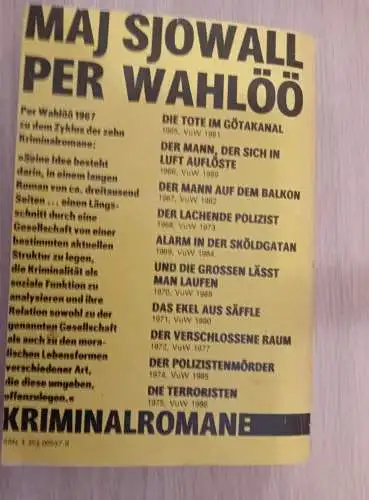 MAJ SJOWALL
PER WAHLÖÖ
Per Wahlöö 1967
zu dem Zyklus der zehn
Kriminalromane:
»Seine Idee besteht
darin, in einem langen
Roman von ca. dreitausend
Seiten ... einen Längs-
schnitt durch eine
Gesellschaft von einer
bestimmten aktuellen
Struktur zu legen,
die Kriminalität als
soziale Funktion zu
analysieren und ihre
Relation sowohl zu der
genannten Gesellschaft
als auch zu den mora-
lischen Lebensformen
verschiedener Art,
die diese umgeben,
offenzulegen.«
DIE TOTE IM GÖTAKANAL
1965, VuW 1981
DER MANN, DER SICH IN
LUFT AUFLÖSTE
1966, VuW
DER MANN AUF DEM BALKON
1967, VuW 1982
DER LACHENDE POLIZIST
1968, VuW 1973
ALARM IN DER SKÖLDGATAN
1969, VuW 1984
UND DIE GROSSEN LÄSST
MAN LAUFEN
1970, VuW
DAS EKEL AUS SÄFFLE
1971, VuW 1980
DER VERSCHLOSSENE RAUM
1972, VuW 1977
DER POLIZISTENMÖRDER
1974, VuW 1985
DIE TERRORISTEN
1975, VuW 1986
KRIMINALROMANE
ISBN